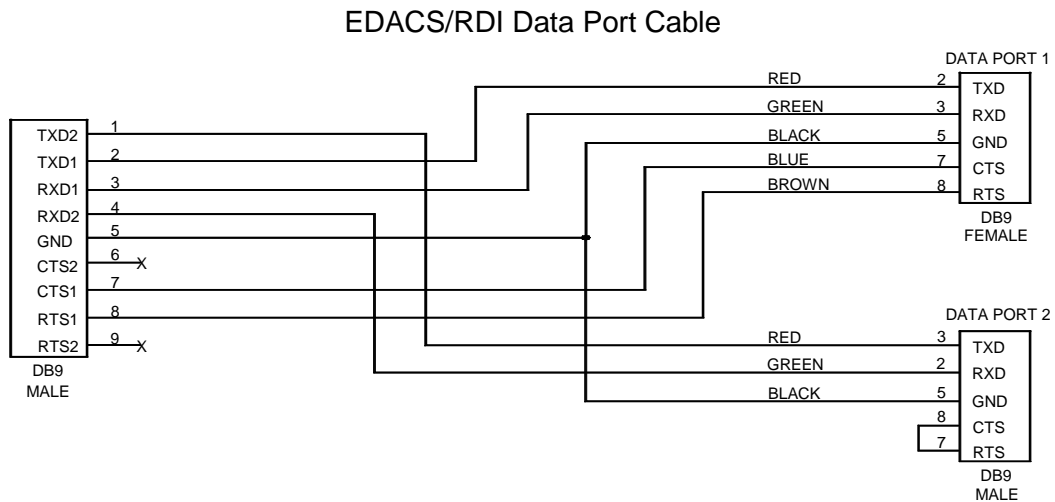 EDACS/RDI Data Port Cable
TXD2 1
TXD1 2
RXD1 3
RXD2 4
GND 5
CTS2 6 X
CTS1 7
RTS1 8
RTS2 9 X
DB9
MALE
DATA PORT 1
RED 2 TXD
GREEN 3 RXD
BLACK 5 GND
BLUE 7 CTS
BROWN 8 RTS
DB9
FEMALE
DATA PORT 2
RED 3 TXD
GREEN 2 RXD
BLACK 5 GND
8 CTS
7 RTS
DB9
MALE